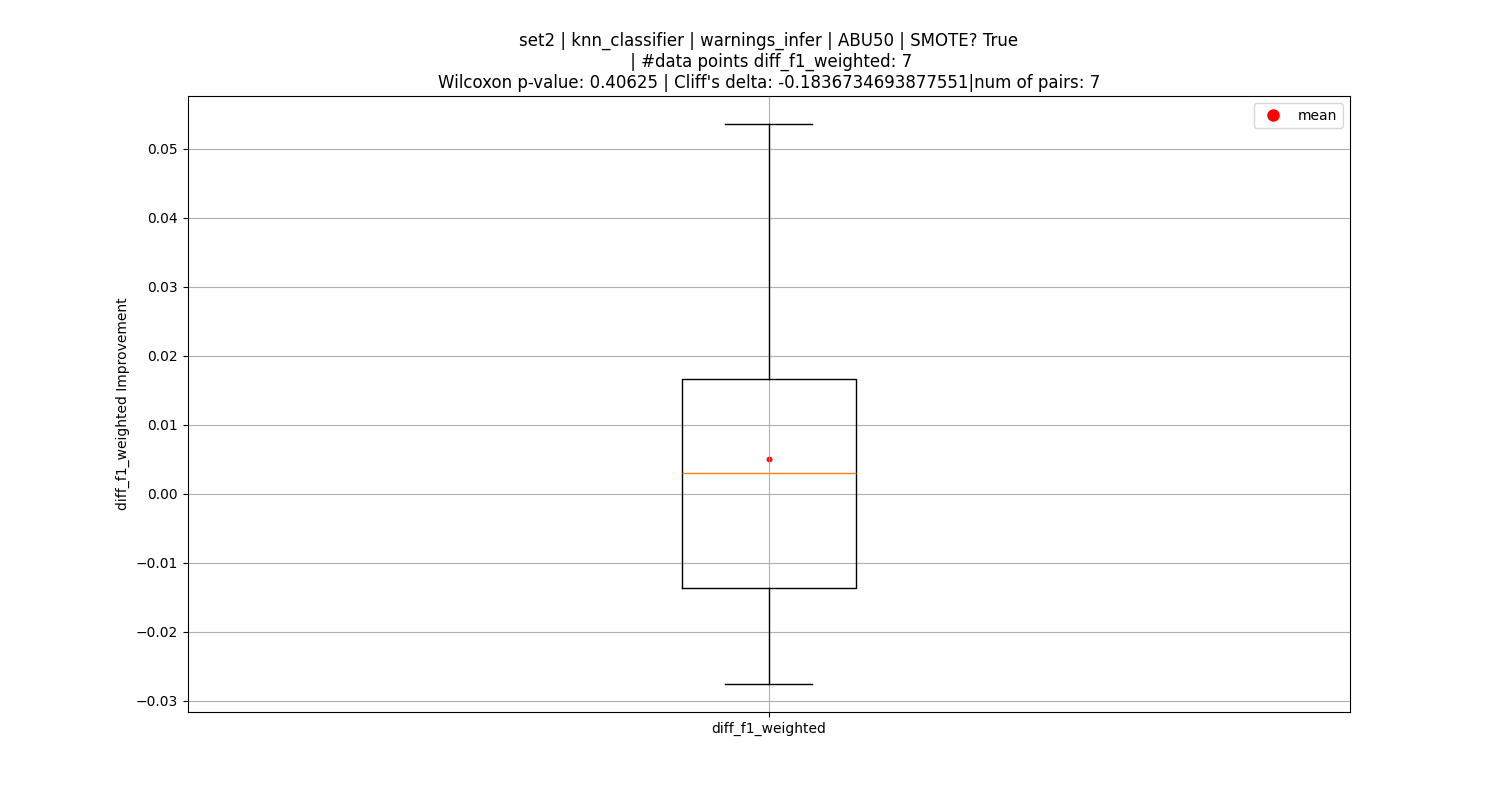 set2 | knn_classifier | warnings_infer | ABU50 | SMOTE? True
| #data points diff_f1_weighted: 7
Wilcoxon p-value: 0.40625 | Cliff's delta: -0.1836734693877551|num of pairs: 7
mean
0.05
0.04
0.03
0.02
0.01
0.00
−0.01
−0.02
−0.03
diff_f1_weighted Improvement
diff_f1_weighted